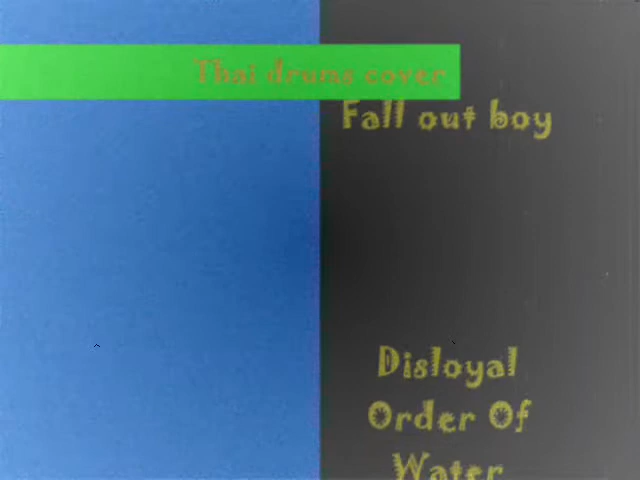 Thai drums cover
Fall out boy
Disloyal
Order Of
Water